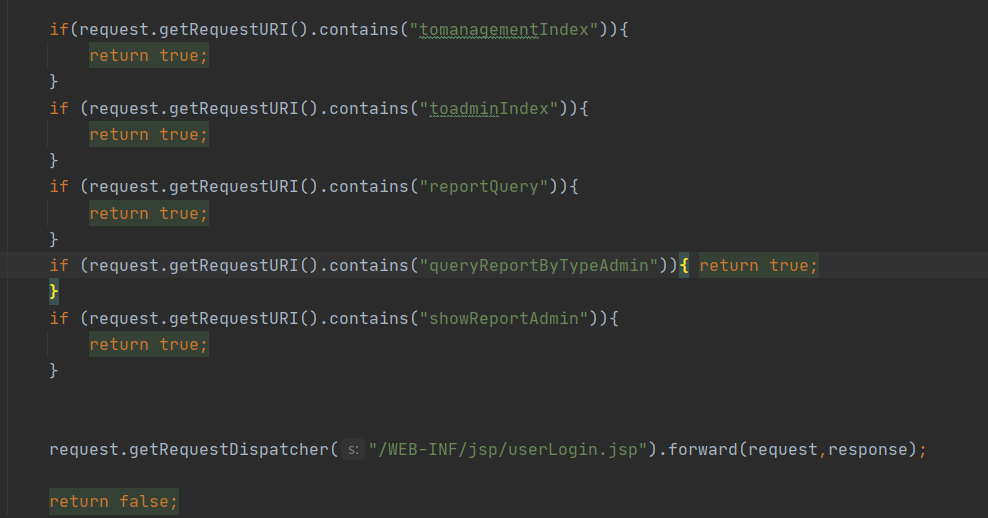 if(request.getRequestURI().contains("tomanagementIndex")){
return true;
}
if (request.getRequestURI().contains("toadminIndex")){
return true;
}
if (request.getRequestURI().contains("reportQuery")){
return true;
}
if (request.getRequestURI().contains("queryReportByTypeAdmin")){ return true;
}
if (request.getRequestURI().contains("showReportAdmin")){
return true;
}
request.getRequestDispatcher( s: "/WEB-INF/jsp/userLogin.jsp").forward(request,response);
return false;